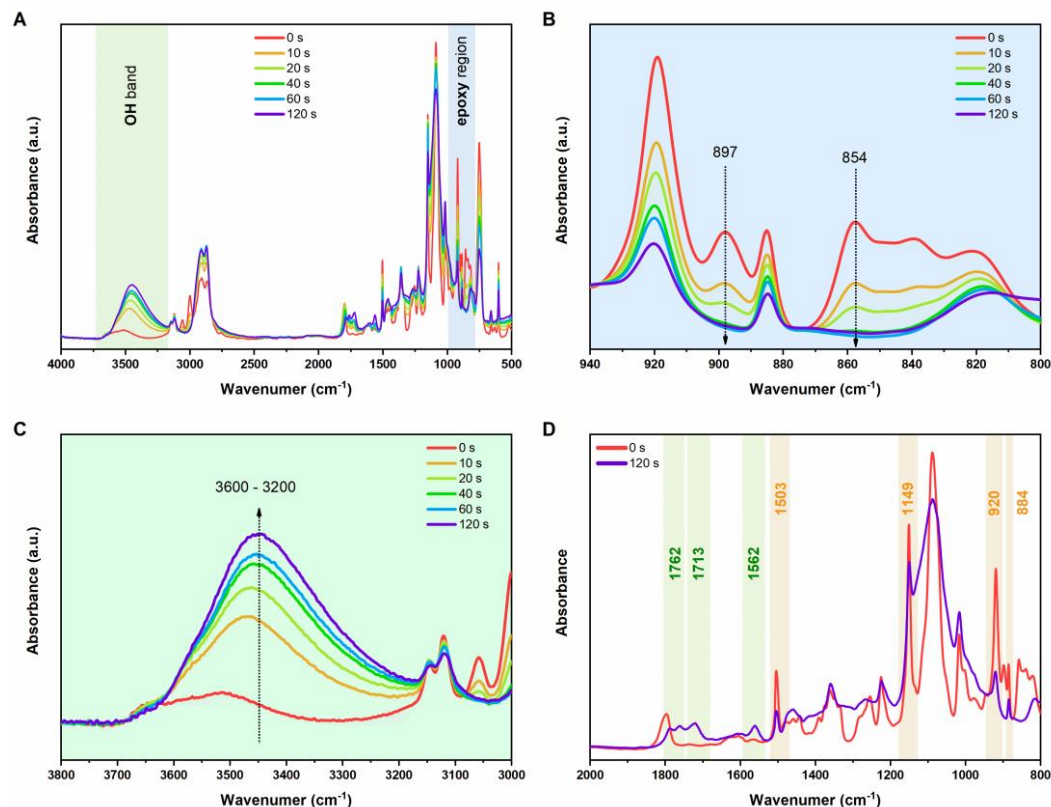 A
OH band
epoxy region
0 s
10 s
20 s
40 s
60 s
120 s
Absorbance (a.u.)
4000 3500 3000 2500 2000 1500 1000 500
Wavenumer (cm⁻¹)
B
0 s
10 s
20 s
40 s
60 s
120 s
897
854
Absorbance (a.u.)
940 920 900 880 860 840 820 800
Wavenumer (cm⁻¹)
C
0 s
10 s
20 s
40 s
60 s
120 s
3600 - 3200
Absorbance (a.u.)
3800 3700 3600 3500 3400 3300 3200 3100 3000
Wavenumer (cm⁻¹)
D
0 s
120 s
1762
1713
1562
1503
1149
920
884
Absorbance (a.u.)
2000 1800 1600 1400 1200 1000 800
Wavenumer (cm⁻¹)